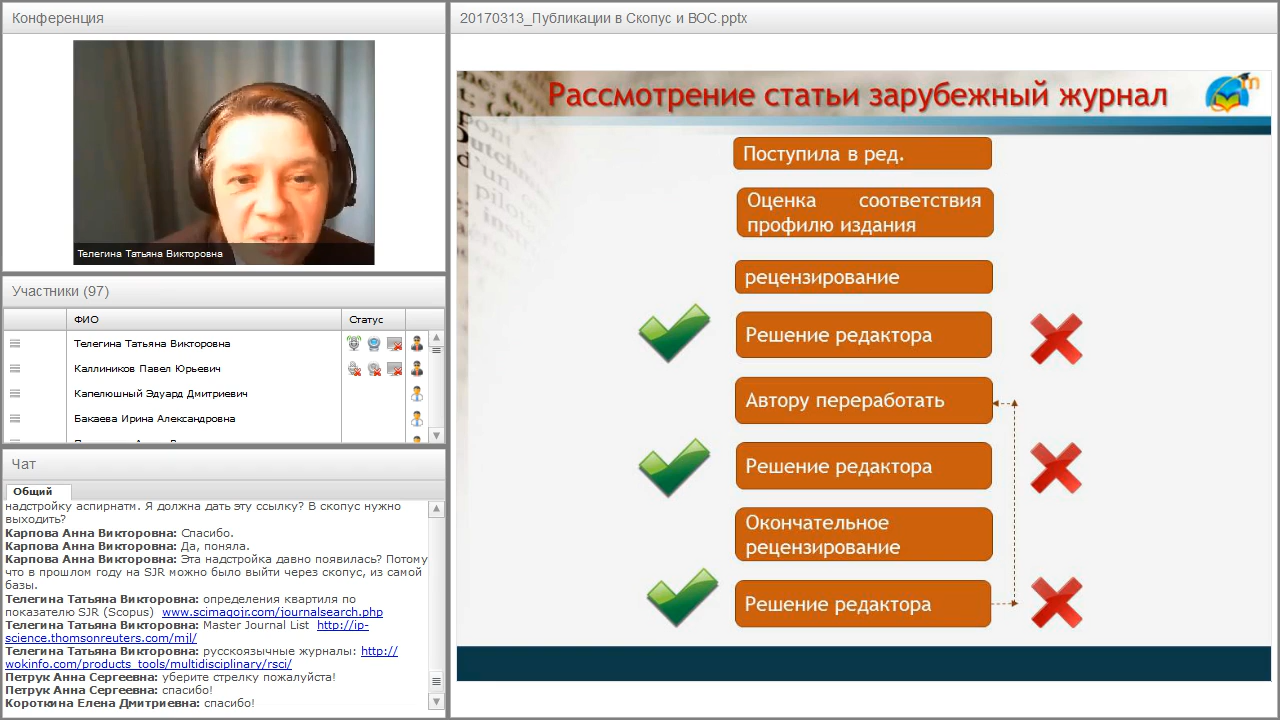 Конференция
Телегина Татьяна Викторовна
Участники (97)
ФИО
Статус
Телегина Татьяна Викторовна
Каллиников Павел Юрьевич
Капелюшный Эдуард Дмитриевич
Бакаева Ирина Александровна
Чат
Общий
надстройку аспирнатм. Я должна дать эту ссылку? В скопус нужно
выходить?
Карпова Анна Викторовна: Спасибо.
Карпова Анна Викторовна: Да, поняла.
Карпова Анна Викторовна: Эта надстройка давно появилась? Потому
что в прошлом году на SJR можно было выйти через скопус, из самой
базы.
Телегина Татьяна Викторовна: определения квартиля по
показателю SJR (Scopus) www.scimagojr.com/journalsearch.php
Телегина Татьяна Викторовна: Master Journal List http://ip-
science.thomsonreuters.com/mjl/
Телегина Татьяна Викторовна: русскоязычные журналы: http://
wokinfo.com/products_tools/multidisciplinary/rsci/
Петрук Анна Сергеевна: уберите стрелку пожалуйста!
Петрук Анна Сергеевна: спасибо!
Короткина Елена Дмитриевна: спасибо!
20170313_Публикации в Скопус и ВОС.pptx
Рассмотрение статьи зарубежный журнал
Поступила в ред.
Оценка соответствия
профилю издания
рецензирование
Решение редактора
Автору переработать
Решение редактора
Окончательное
рецензирование
Решение редактора